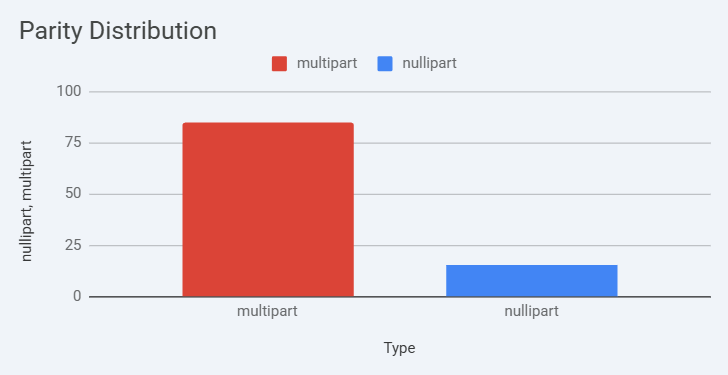 Parity Distribution
multipart nullipart
100
75
50
25
0
nullipart, multipart
multipart nullipart
Type